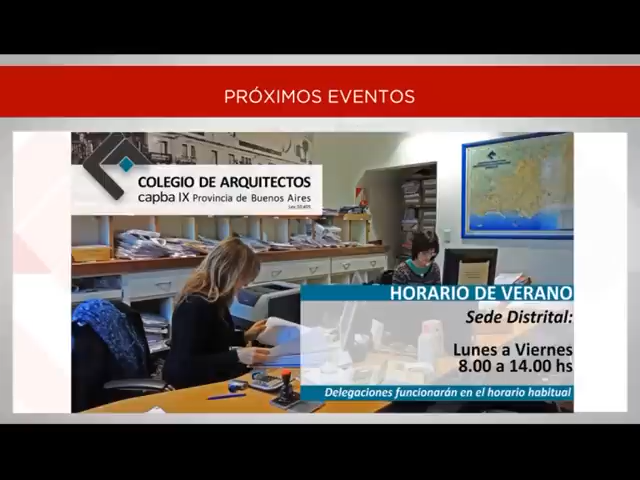 PRÓXIMOS EVENTOS
COLEGIO DE ARQUITECTOS
capba IX Provincia de Buenos Aires
HORARIO DE VERANO
Sede Distrital:
Lunes a Viernes
8.00 a 14.00 hs
Delegaciones funcionarán en el horario habitual